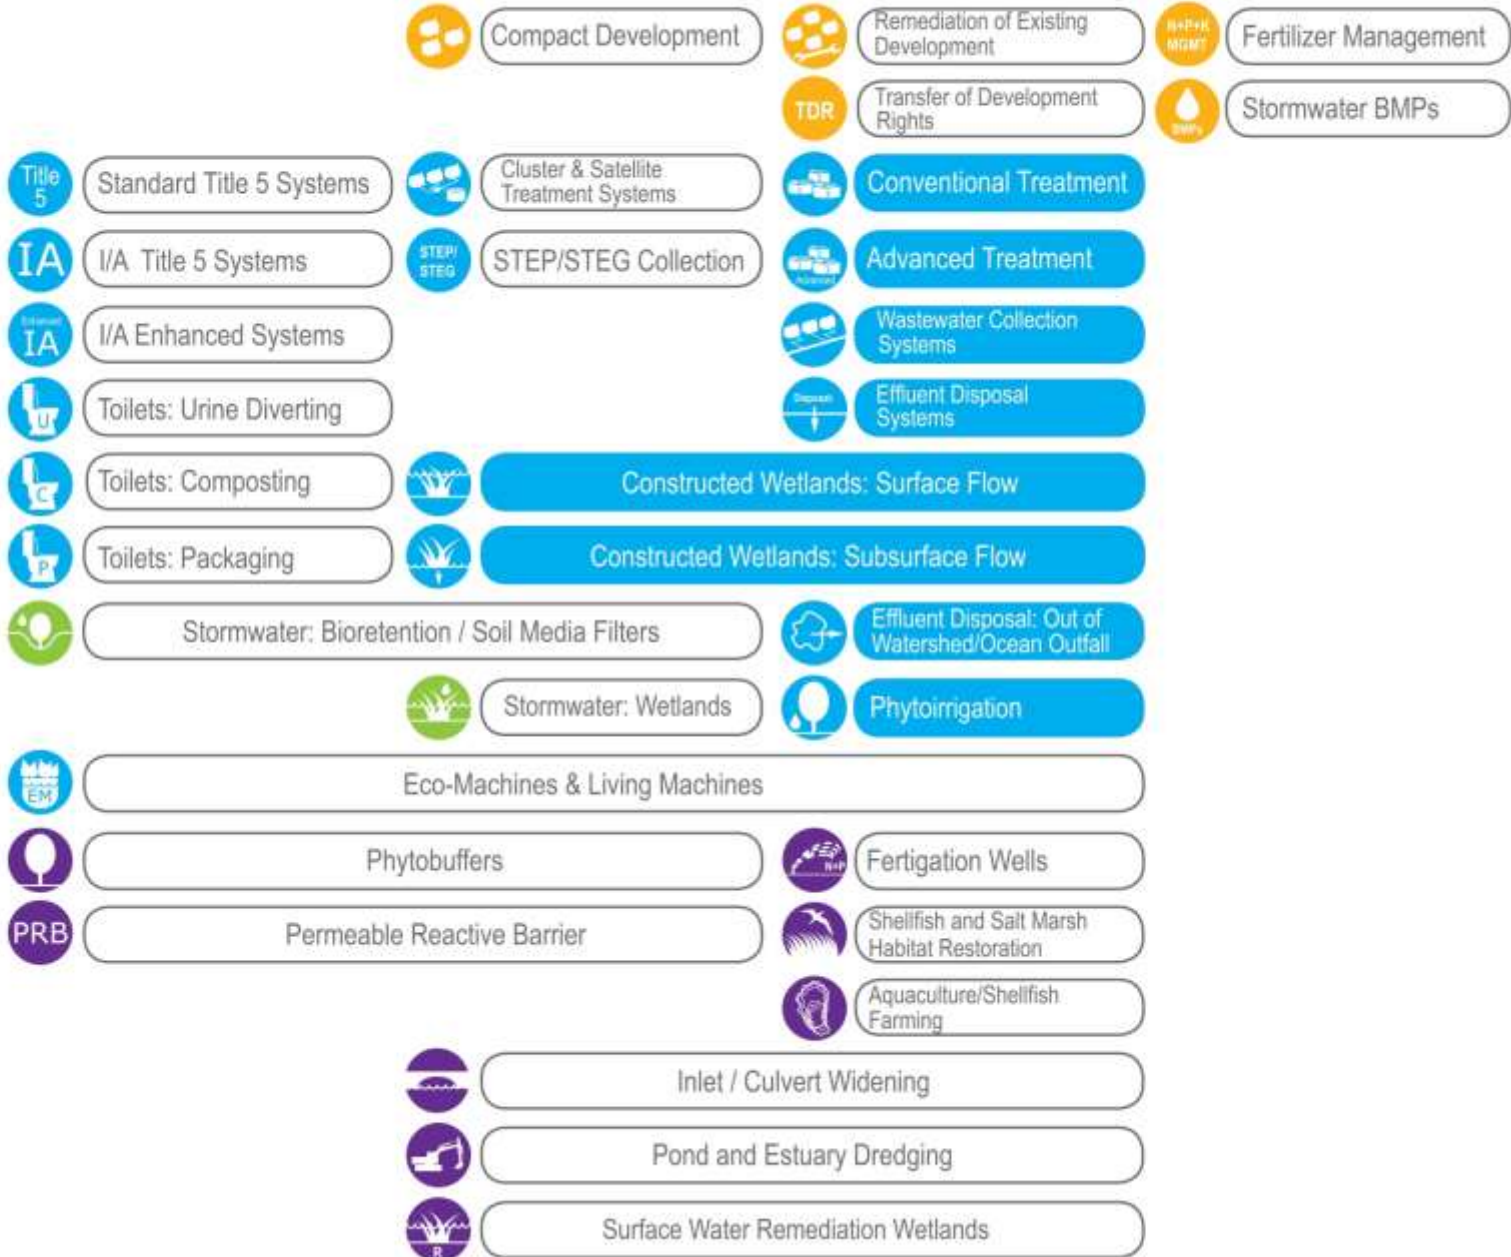 Compact Development
Remediation of Existing
Development
N+P+K
MGMT
Fertilizer Management
TDR
Transfer of Development
Rights
BMPs
Stormwater BMPs
Title
5
Standard Title 5 Systems
Cluster & Satellite
Treatment Systems
Conventional Treatment
IA
I/A Title 5 Systems
STEP/
STEG
STEP/STEG Collection
Advanced
Advanced Treatment
Enhanced
IA
I/A Enhanced Systems
Wastewater Collection
Systems
U
Toilets: Urine Diverting
Disposal
Effluent Disposal
Systems
C
Toilets: Composting
Constructed Wetlands: Surface Flow
P
Toilets: Packaging
Constructed Wetlands: Subsurface Flow
Stormwater: Bioretention / Soil Media Filters
Effluent Disposal: Out of
Watershed/Ocean Outfall
Stormwater: Wetlands
Phytoirrigation
EM
Eco-Machines & Living Machines
Phytobuffers
N+P
Fertigation Wells
PRB
Permeable Reactive Barrier
Shellfish and Salt Marsh
Habitat Restoration
Aquaculture/Shellfish
Farming
Inlet / Culvert Widening
Pond and Estuary Dredging
R
Surface Water Remediation Wetlands